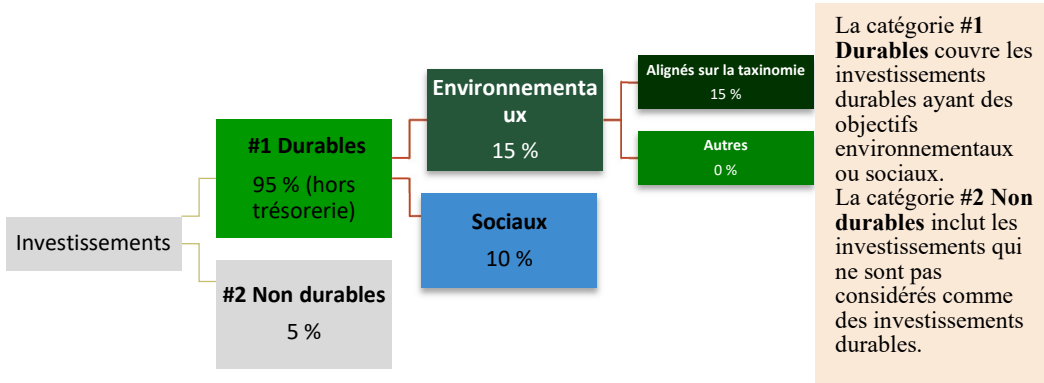 Investissements
#1 Durables
95 % (hors
trésorerie)
#2 Non durables
5 %
Environnementa
ux
15 %
Sociaux
10 %
Alignés sur la taxinomie
15 %
Autres
0 %
La catégorie #1
Durables couvre les
investissements
durables ayant des
objectifs
environnementaux
ou sociaux.
La catégorie #2 Non
durables inclut les
investissements qui
ne sont pas
considérés comme
des investissements
durables.